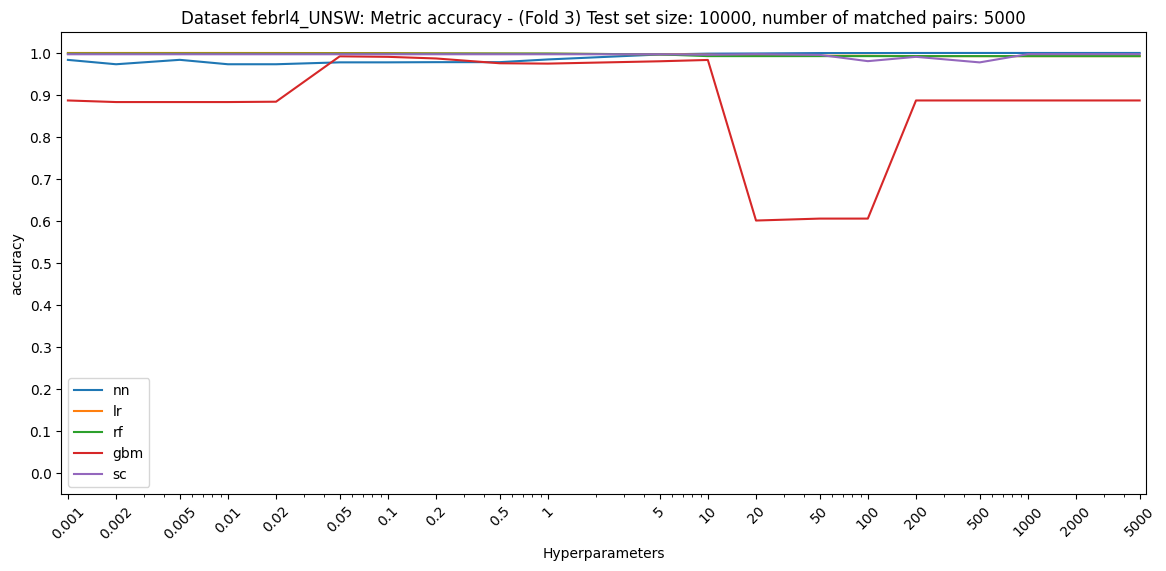 Dataset febrl4_UNSW: Metric accuracy - (Fold 3) Test set size: 10000, number of matched pairs: 5000
1.0
0.9
0.8
0.7
0.6
0.5
0.4
0.3
0.2
0.1
0.0
accuracy
nn
lr
rf
gbm
sc
0.001 0.002 0.005 0.01 0.02 0.05 0.1 0.2 0.5 1 5 10 20 50 100 200 500 1000 2000 5000
Hyperparameters